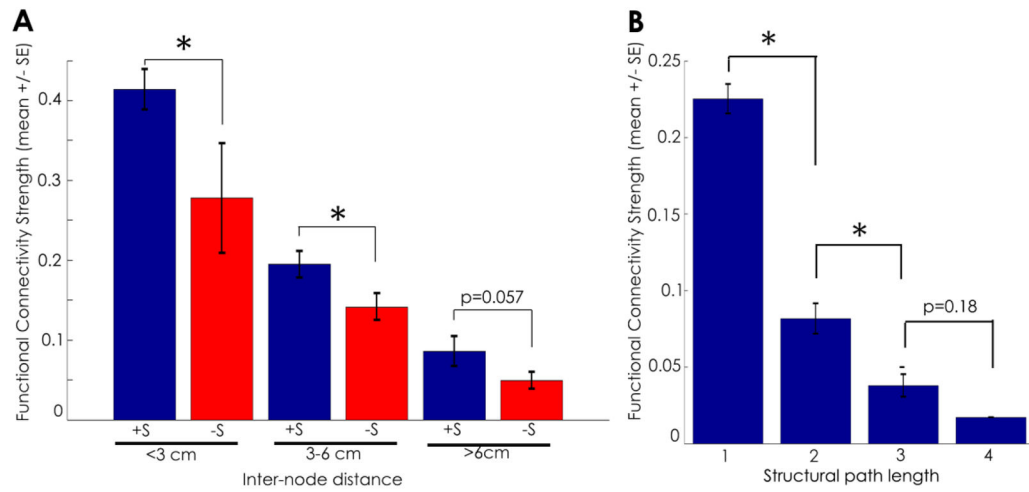 A
Functional Connectivity Strength (mean +/- SE)
0.4
0.3
0.2
0.1
0
*
*
p=0.057
+S -S +S -S +S -S
<3 cm 3-6 cm >6cm
Inter-node distance
B
Functional Connectivity Strength (mean +/- SE)
0.25
0.2
0.15
0.1
0.05
0
*
*
p=0.18
1 2 3 4
Structural path length